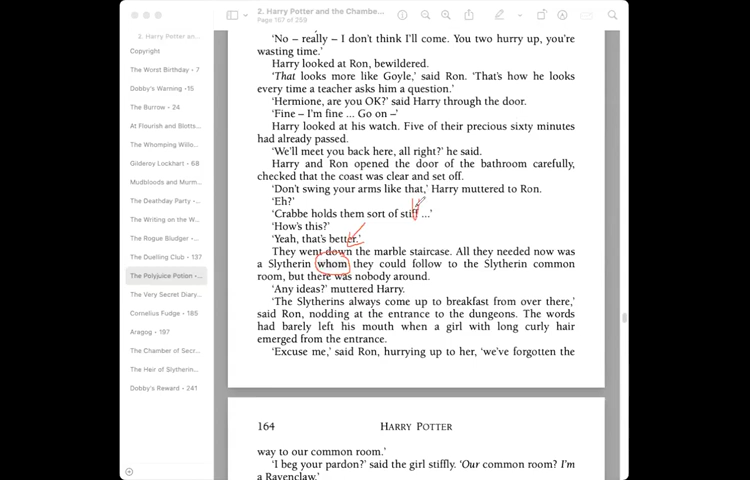 2. Harry Potter and the Chambe...
Page 167 of 259
2. Harry Potter an...
Copyright
The Worst Birthday • 7
Dobby's Warning • 15
The Burrow • 24
At Flourish and Blotts...
The Whomping Willo...
Gilderoy Lockhart • 68
Mudbloods and Murm...
The Deathday Party •...
The Writing on the W...
The Rogue Bludger •...
The Duelling Club • 137
The Polyjuice Potion •...
The Very Secret Diary...
Cornelius Fudge • 185
Aragog • 197
The Chamber of Secr...
The Heir of Slytherin...
Dobby's Reward • 241
'No – really – I don't think I'll come. You two hurry up, you're
wasting time.'
Harry looked at Ron, bewildered.
'That looks more like Goyle,' said Ron. 'That's how he looks
every time a teacher asks him a question.'
'Hermione, are you OK?' said Harry through the door.
'Fine – I'm fine ... Go on –'
Harry looked at his watch. Five of their precious sixty minutes
had already passed.
'We'll meet you back here, all right?' he said.
Harry and Ron opened the door of the bathroom carefully,
checked that the coast was clear and set off.
'Don't swing your arms like that,' Harry muttered to Ron.
'Eh?'
'Crabbe holds them sort of stiff ...'
'How's this?'
'Yeah, that's better.'
They went down the marble staircase. All they needed now was
a Slytherin whom they could follow to the Slytherin common
room, but there was nobody around.
'Any ideas?' muttered Harry.
'The Slytherins always come up to breakfast from over there,'
said Ron, nodding at the entrance to the dungeons. The words
had barely left his mouth when a girl with long curly hair
emerged from the entrance.
'Excuse me,' said Ron, hurrying up to her, 'we've forgotten the
164 HARRY POTTER
way to our common room.'
'I beg your pardon?' said the girl stiffly. 'Our common room? I'm
a Ravenclaw.'